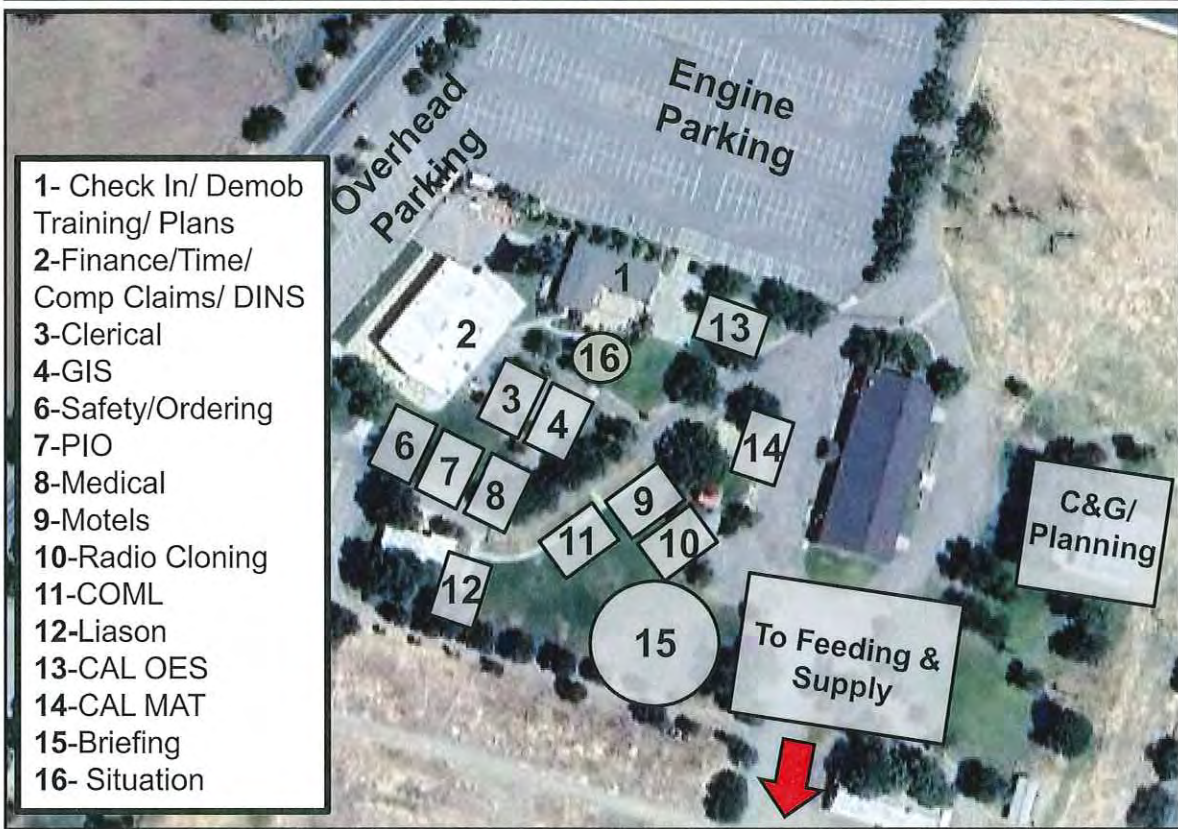 Engine
Parking
Overhead
Parking
1- Check In/ Demob
Training/ Plans
2-Finance/Time/
Comp Claims/ DINS
3-Clerical
4-GIS
6-Safety/Ordering
7-PIO
8-Medical
9-Motels
10-Radio Cloning
11-COML
12-Liason
13-CAL OES
14-CAL MAT
15-Briefing
16- Situation
1
2
13
16
3
4
14
6
7
8
9
10
11
12
15
C&G/
Planning
To Feeding &
Supply